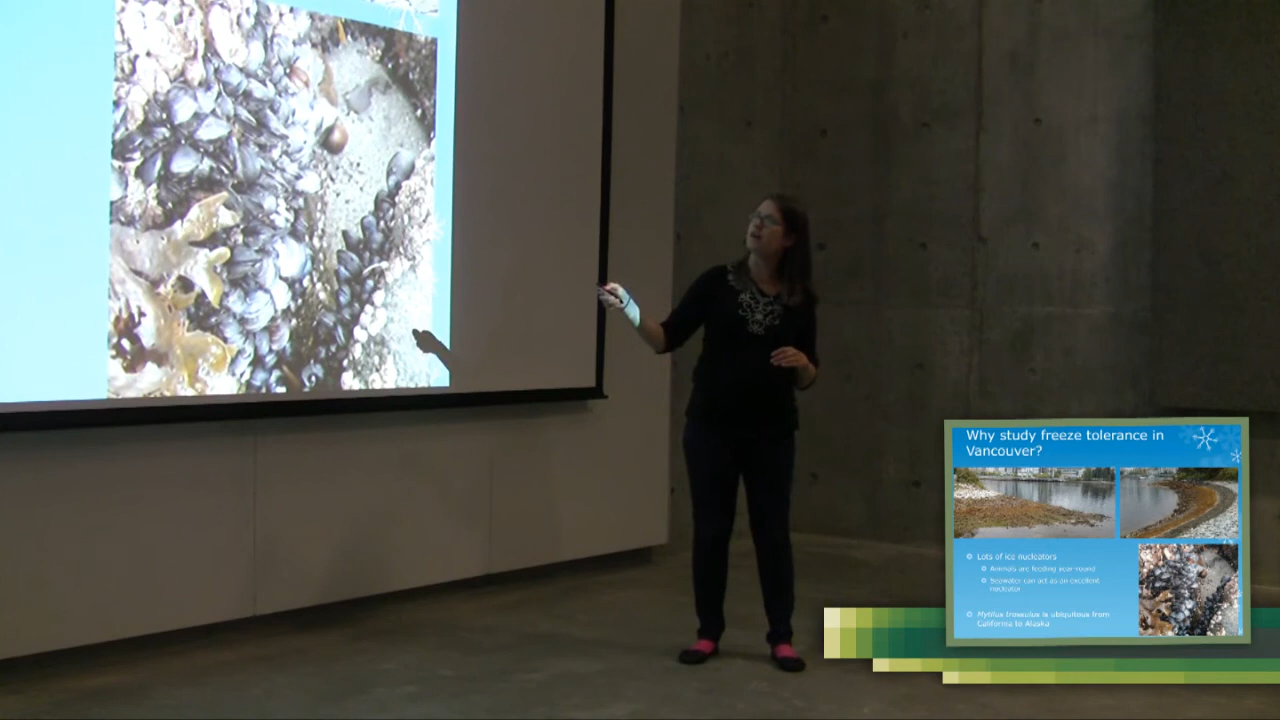 Why study freeze tolerance in
Vancouver?
Lots of ice nucleators
Animals are feeding year-round
Seawater can act as an excellent
nucleator
Mytilus trossulus is ubiquitous from
California to Alaska